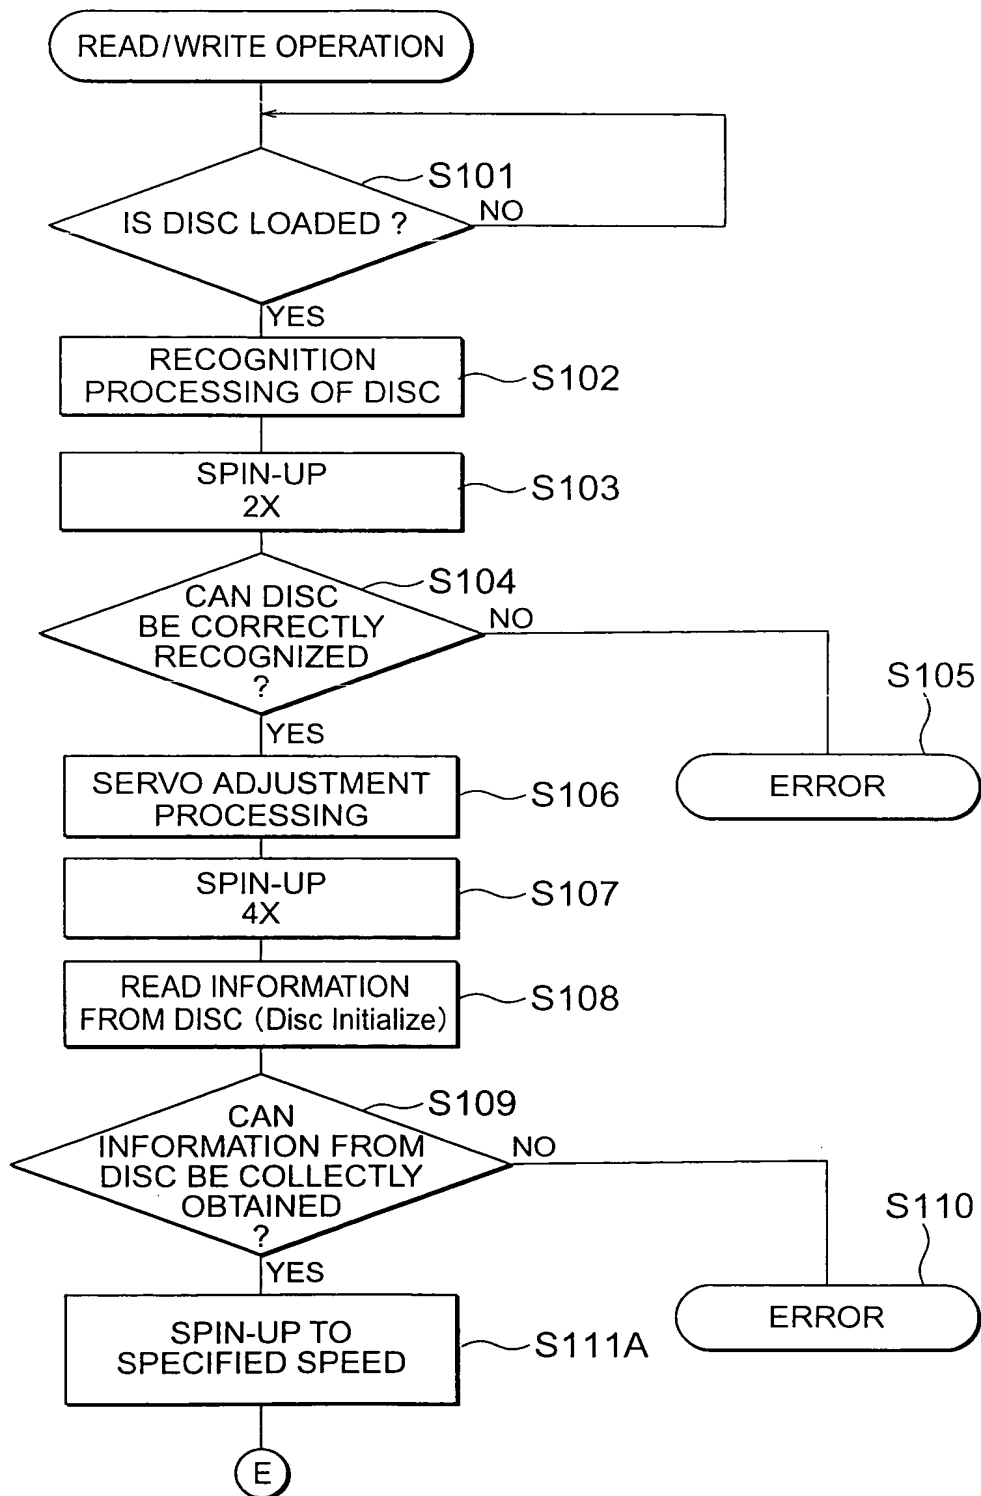 READ/WRITE OPERATION
S101
IS DISC LOADED ?
NO
YES
RECOGNITION
PROCESSING OF DISC
S102
SPIN-UP
2X
S103
S104
CAN DISC
BE CORRECTLY
RECOGNIZED
?
NO
YES
S105
ERROR
SERVO ADJUSTMENT
PROCESSING
S106
SPIN-UP
4X
S107
READ INFORMATION
FROM DISC (Disc Initialize)
S108
S109
CAN
INFORMATION FROM
DISC BE COLLECTLY
OBTAINED
?
NO
YES
S110
ERROR
SPIN-UP TO
SPECIFIED SPEED
S111A
E